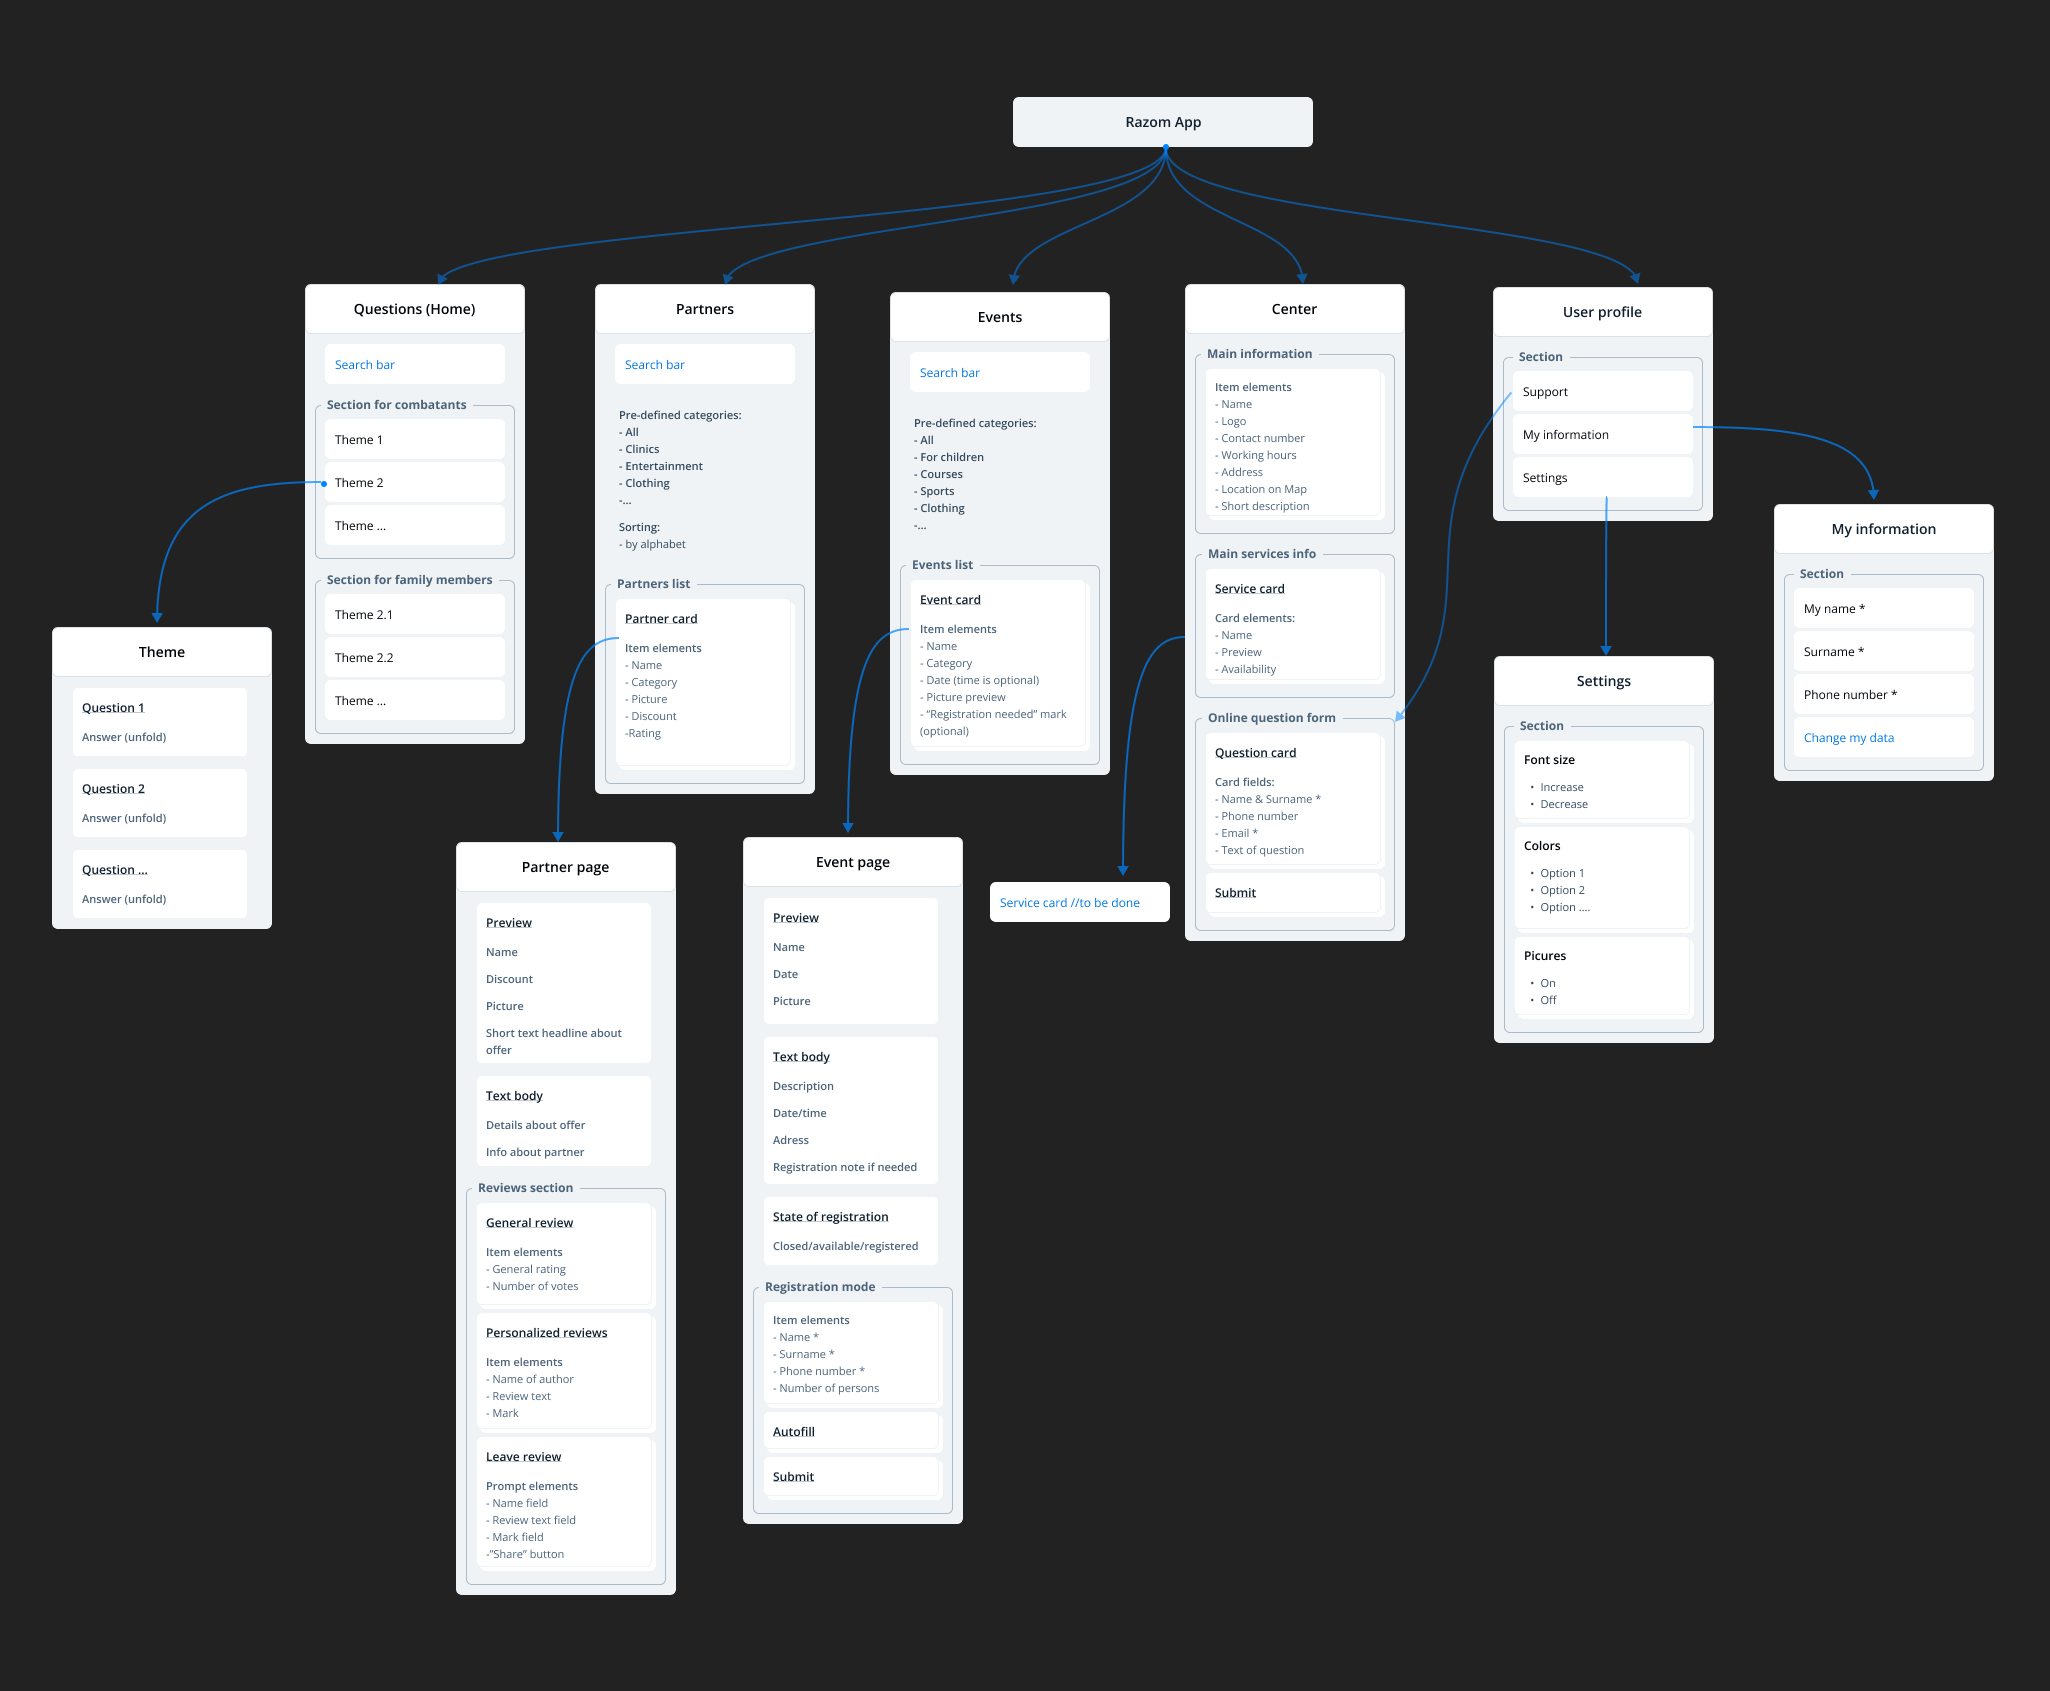 Razom App
Questions (Home)
Search bar
Section for combatants
Theme 1
Theme 2
Theme ...
Section for family members
Theme 2.1
Theme 2.2
Theme ...
Theme
Question 1
Answer (unfold)
Question 2
Answer (unfold)
Question ...
Answer (unfold)
Partners
Search bar
Pre-defined categories:
- All
- Clinics
- Entertainment
- Clothing
-...
Sorting:
- by alphabet
Partners list
Partner card
Item elements
- Name
- Category
- Picture
- Discount
-Rating
Partner page
Preview
Name
Discount
Picture
Short text headline about
offer
Text body
Details about offer
Info about partner
Reviews section
General review
Item elements
- General rating
- Number of votes
Personalized reviews
Item elements
- Name of author
- Review text
- Mark
Leave review
Prompt elements
- Name field
- Review text field
- Mark field
-"Share" button
Events
Search bar
Pre-defined categories:
- All
- For children
- Courses
- Sports
- Clothing
-...
Events list
Event card
Item elements
- Name
- Category
- Date (time is optional)
- Picture preview
- “Registration needed” mark
(optional)
Event page
Preview
Name
Date
Picture
Text body
Description
Date/time
Adress
Registration note if needed
State of registration
Closed/available/registered
Registration mode
Item elements
- Name *
- Surname *
- Phone number *
- Number of persons
Autofill
Submit
Center
Main information
Item elements
- Name
- Logo
- Contact number
- Working hours
- Address
- Location on Map
- Short description
Main services info
Service card
Card elements:
- Name
- Preview
- Availability
Online question form
Question card
Card fields:
- Name & Surname *
- Phone number
- Email *
- Text of question
Submit
Service card //to be done
User profile
Section
Support
My information
Settings
Settings
Section
Font size
• Increase
• Decrease
Colors
• Option 1
• Option 2
• Option ....
Picures
• On
• Off
My information
Section
My name *
Surname *
Phone number *
Change my data